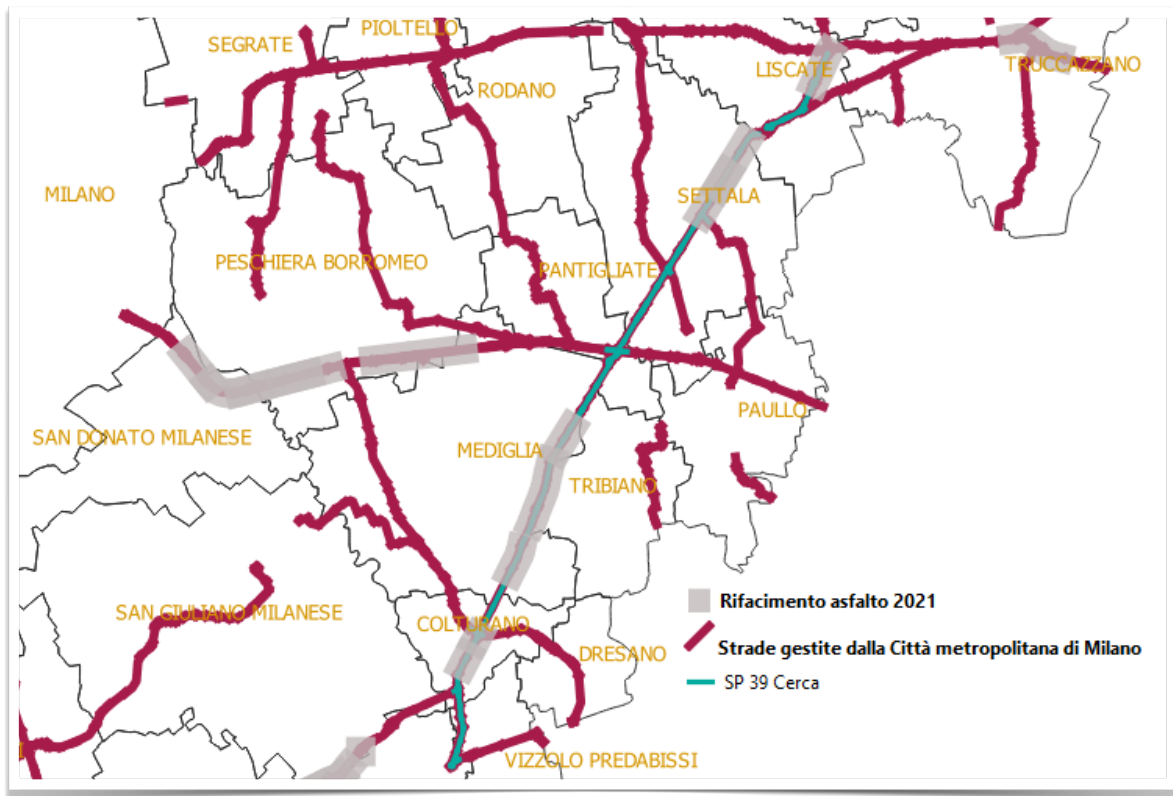 PIOLTELLO
SEGRATE
LISCATE
TRUCCAZZANO
RODANO
MILANO
SETTALA
PESCHIERA BORROMEO
PANTIGLIATE
PAULLO
SAN DONATO MILANESE
MEDIGLIA
TRIBIANO
Rifacimento asfalto 2021
SAN GIULIANO MILANESE
COLTURANO
Strade gestite dalla Città metropolitana di Milano
DRESANO
SP 39 Cerca
VIZZOLO PREDABISSI